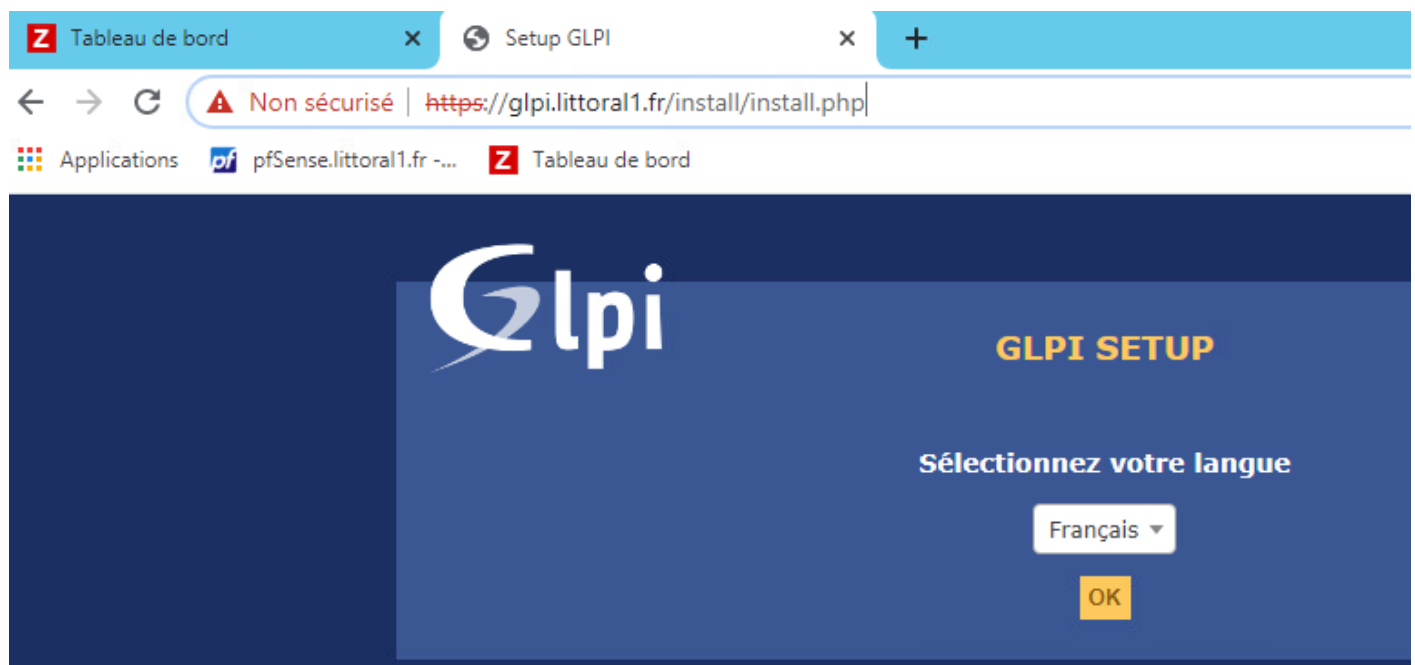 Z Tableau de bord
Setup GLPI
Non sécurisé | https://glpi.littoral1.fr/install/install.php
Applications
pf pfSense.littoral1.fr -...
Z Tableau de bord
Glpi
GLPI SETUP
Sélectionnez votre langue
Français
OK